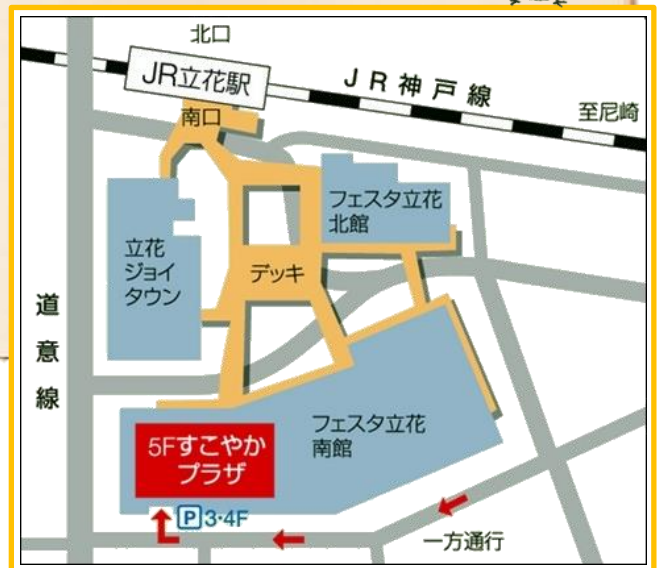 北口
JR立花駅
JR神戸線
至尼崎
南口
フェスタ立花
北館
立花
ジョイ
タウン
デッキ
道意線
フェスタ立花
南館
5Fすこやか
プラザ
P3・4F
一方通行